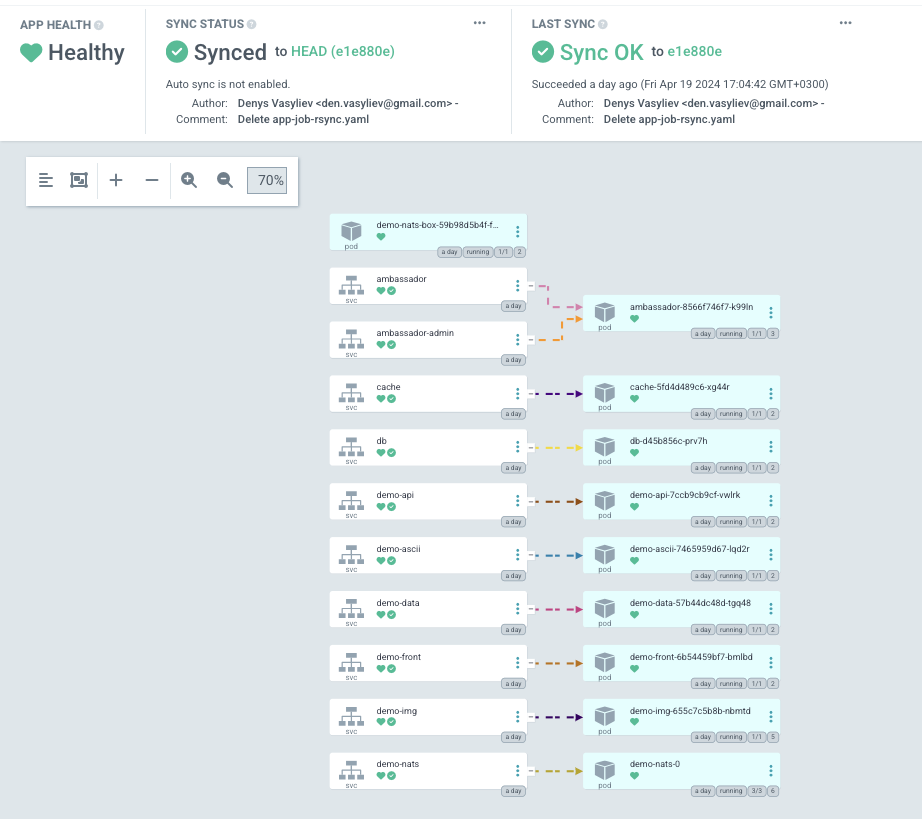 APP HEALTH ?
Healthy
SYNC STATUS ?
Synced to HEAD (e1e880e)
Auto sync is not enabled.
Author: Denys Vasyliev <den.vasyliev@gmail.com> -
Comment: Delete app-job-rsync.yaml
LAST SYNC ?
Sync OK to e1e880e
Succeeded a day ago (Fri Apr 19 2024 17:04:42 GMT+0300)
Author: Denys Vasyliev <den.vasyliev@gmail.com> -
Comment: Delete app-job-rsync.yaml
70%
demo-nats-box-59b98d5b4f-f...
pod
a day running 1/1 2
ambassador
svc
a day
ambassador-8566f746f7-k99ln
pod
a day running 1/1 3
ambassador-admin
svc
a day
cache
svc
a day
cache-5fd4d489c6-xg44r
pod
a day running 1/1 2
db
svc
a day
db-d45b856c-prv7h
pod
a day running 1/1 2
demo-api
svc
a day
demo-api-7ccb9cb9cf-vwlrk
pod
a day running 1/1 2
demo-ascii
svc
a day
demo-ascii-7465959d67-lqd2r
pod
a day running 1/1 2
demo-data
svc
a day
demo-data-57b44dc48d-tgq48
pod
a day running 1/1 2
demo-front
svc
a day
demo-front-6b54459bf7-bmlbd
pod
a day running 1/1 2
demo-img
svc
a day
demo-img-655c7c5b8b-nbmtd
pod
a day running 1/1 5
demo-nats
svc
a day
demo-nats-0
pod
a day running 3/3 6